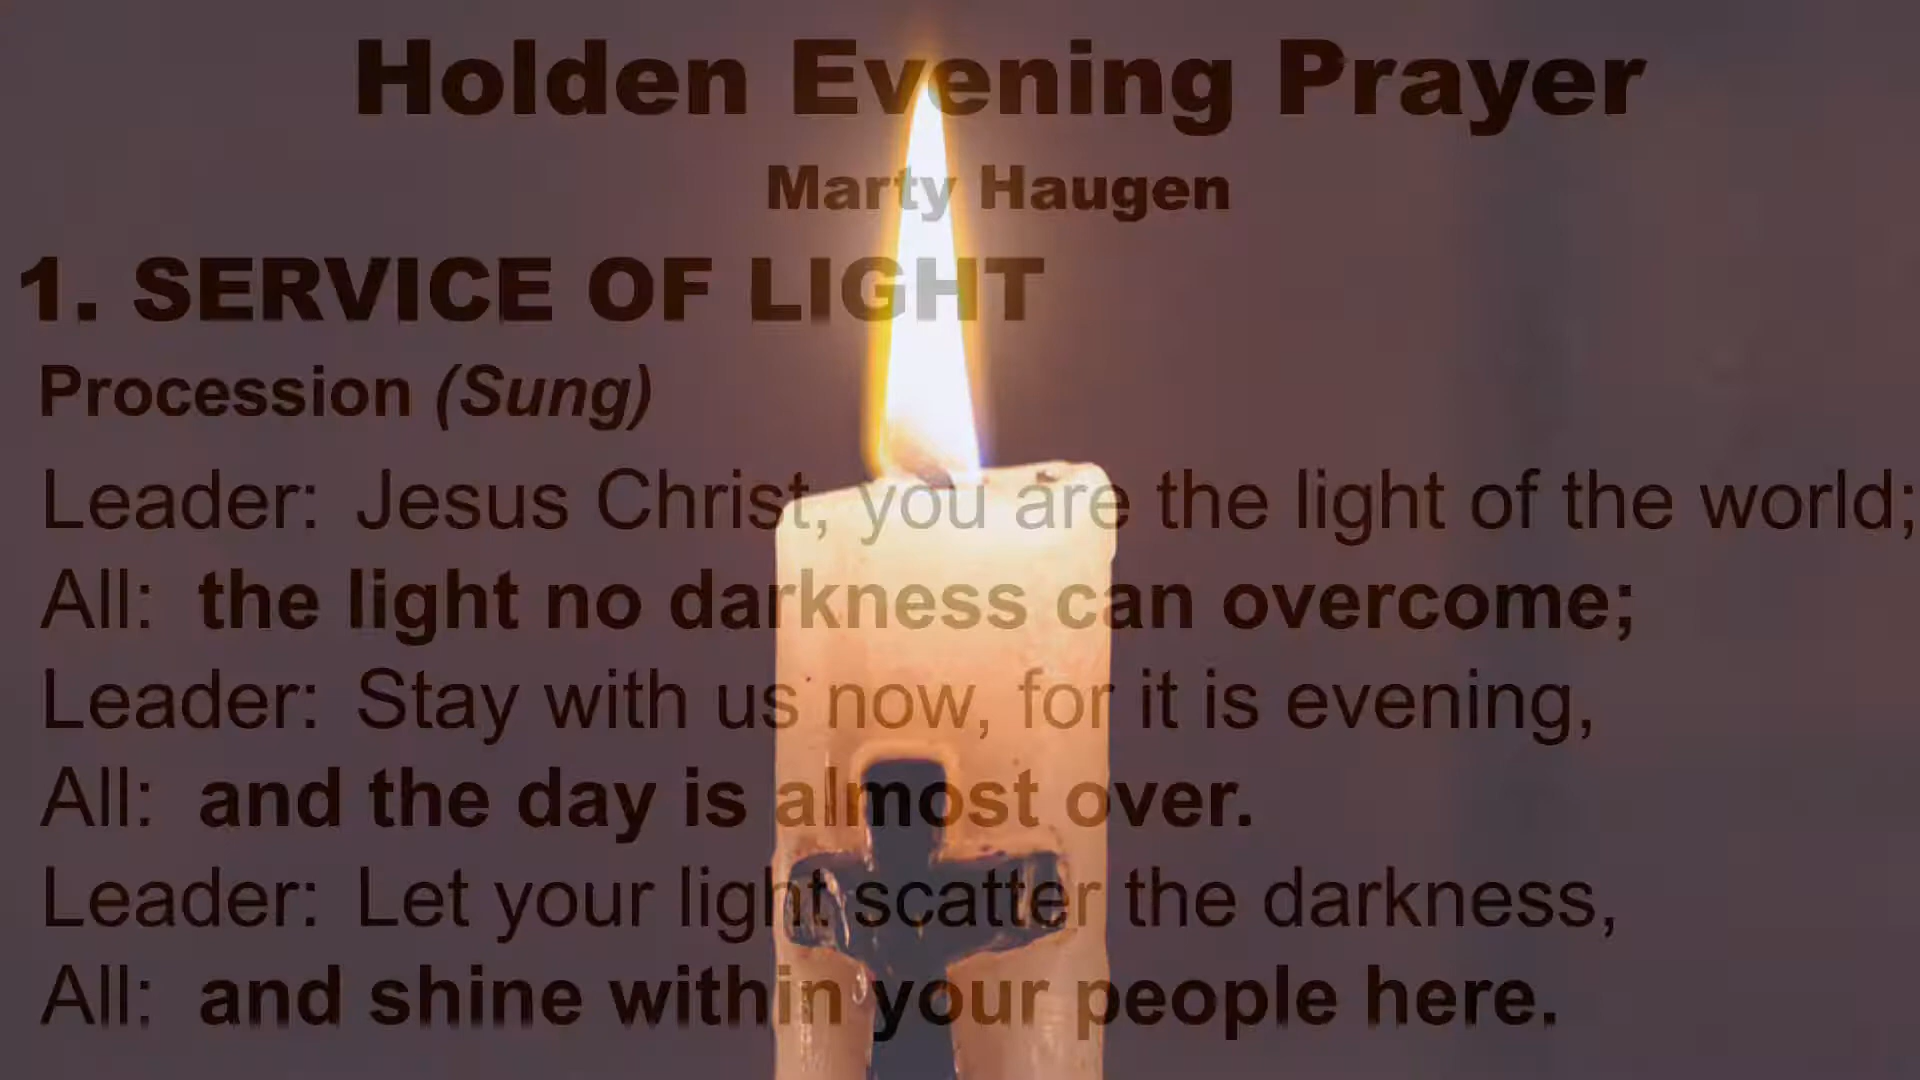 Holden Evening Prayer
Marty Haugen
1. SERVICE OF LIGHT
Procession (Sung)
Leader: Jesus Christ, you are the light of the world;
All: the light no darkness can overcome;
Leader: Stay with us now, for it is evening,
All: and the day is almost over.
Leader: Let your light scatter the darkness,
All: and shine within your people here.